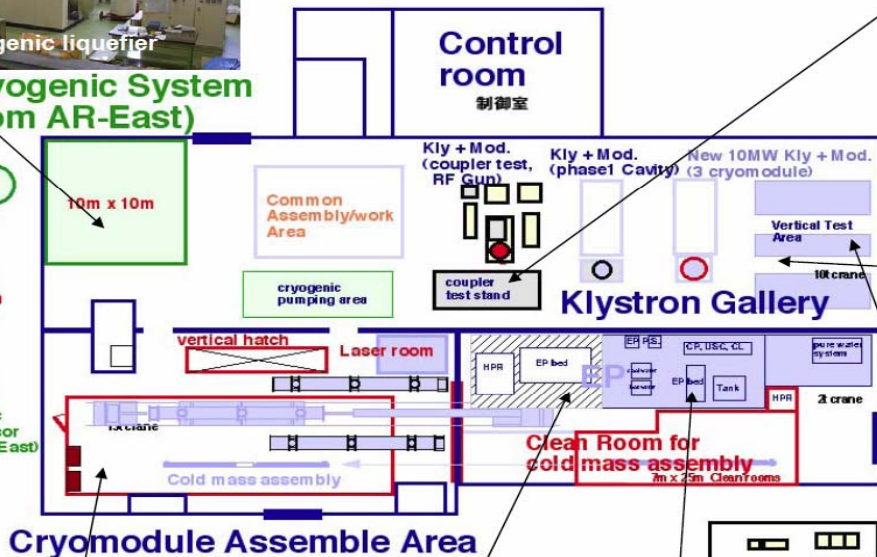 genic liquefier
yogenic System
om AR-East)
Control
room
制御室
10m x 10m
Common
Assembly/work
Area
Kly + Mod.
(coupler test,
RF Gun)
Kly + Mod.
(phase1 Cavity)
New 10MW Kly + Mod.
(3 cryomodule)
Vertical Test
Area
10t crane
cryogenic
pumping area
coupler
test stand
Klystron Gallery
vertical hatch
Laser room
HPR
EP bed
EP
EP P.S.
CP, USC, CL
EP bed
Tank
pure water
system
HPR
2t crane
East)
Cold mass assembly
Clean Room for
cold mass assembly
7m x 25m Cleanrooms
Cryomodule Assemble Area